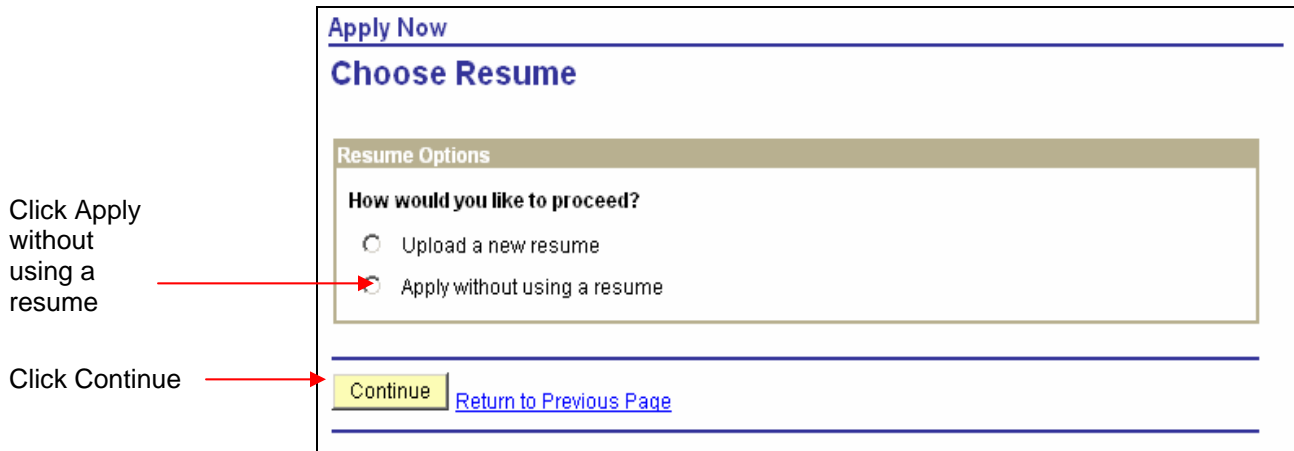 Apply Now
Choose Resume
Resume Options
How would you like to proceed?
Upload a new resume
Click Apply
without
using a
resume
Apply without using a resume
Click Continue
Continue
Return to Previous Page